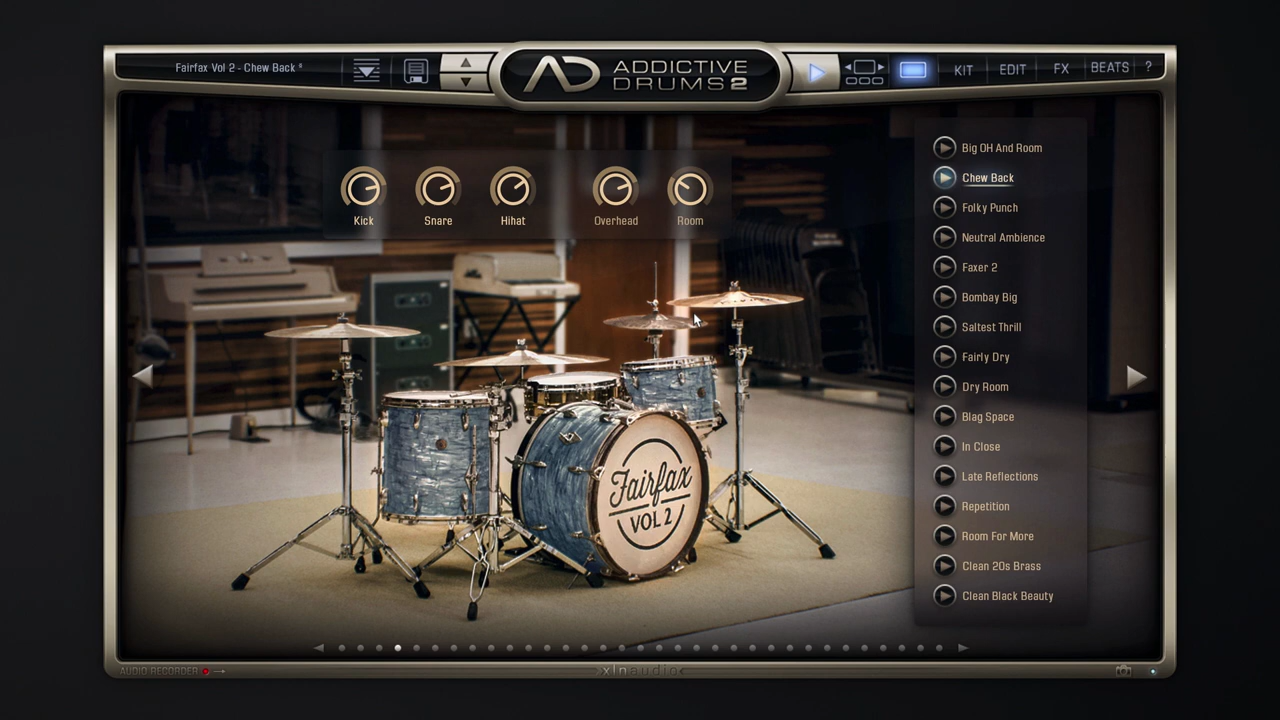 Fairfax Vol 2 - Chew Back *
ADDICTIVE
DRUMS 2
KIT
EDIT
FX
BEATS
?
Kick
Snare
Hihat
Overhead
Room
Big OH And Room
Chew Back
Folky Punch
Neutral Ambience
Faxer 2
Bombay Big
Saltest Thrill
Fairly Dry
Dry Room
Blag Space
In Close
Late Reflections
Repetition
Room For More
Clean 20s Brass
Clean Black Beauty
Fairfax
VOL 2
AUDIO RECORDER
xlnaudio